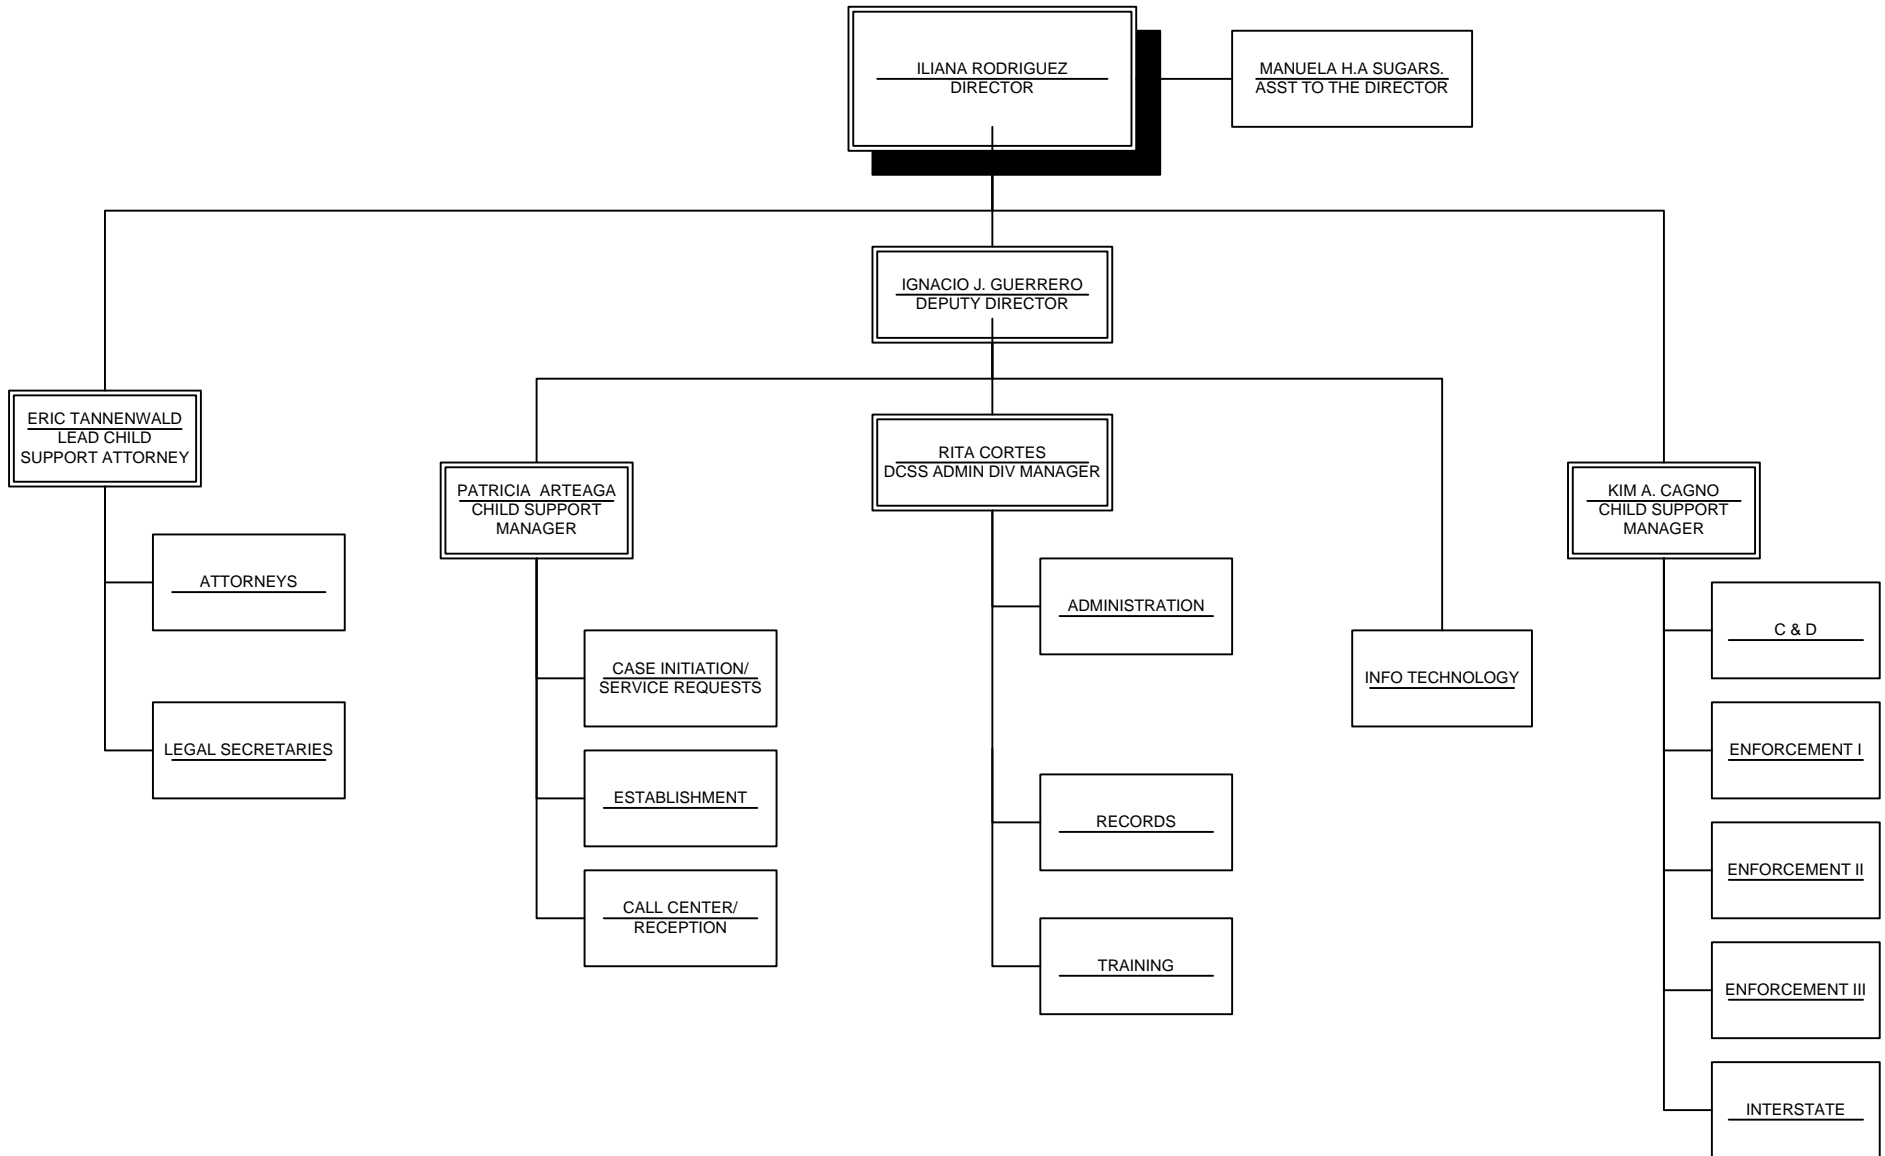 ILIANA RODRIGUEZ
DIRECTOR
MANUELA H.A SUGARS.
ASST TO THE DIRECTOR
IGNACIO J. GUERRERO
DEPUTY DIRECTOR
ERIC TANNENWALD
LEAD CHILD
SUPPORT ATTORNEY
ATTORNEYS
LEGAL SECRETARIES
PATRICIA ARTEAGA
CHILD SUPPORT
MANAGER
CASE INITIATION/
SERVICE REQUESTS
ESTABLISHMENT
CALL CENTER/
RECEPTION
RITA CORTES
DCSS ADMIN DIV MANAGER
ADMINISTRATION
RECORDS
TRAINING
INFO TECHNOLOGY
KIM A. CAGNO
CHILD SUPPORT
MANAGER
C & D
ENFORCEMENT I
ENFORCEMENT II
ENFORCEMENT III
INTERSTATE